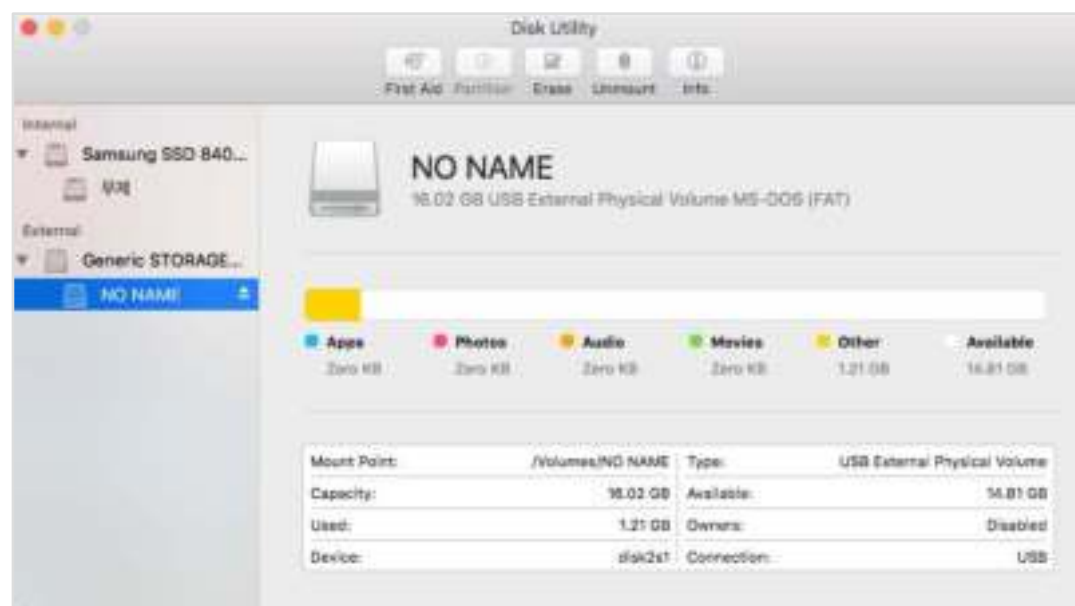 Disk Utility
First Aid Partition Erase Unmount Info
Internal
Samsung SSD 840...
무제
External
Generic STORAGE...
NO NAME
NO NAME
16.02 GB USB External Physical Volume MS-DOS (FAT)
Apps Photos Audio Movies Other Available
Zero KB Zero KB Zero KB Zero KB 1.21 GB 14.81 GB
Mount Point: /Volumes/NO NAME Type: USB External Physical Volume
Capacity: 16.02 GB Available: 14.81 GB
Used: 1.21 GB Owners: Disabled
Device: disk2s1 Connection: USB